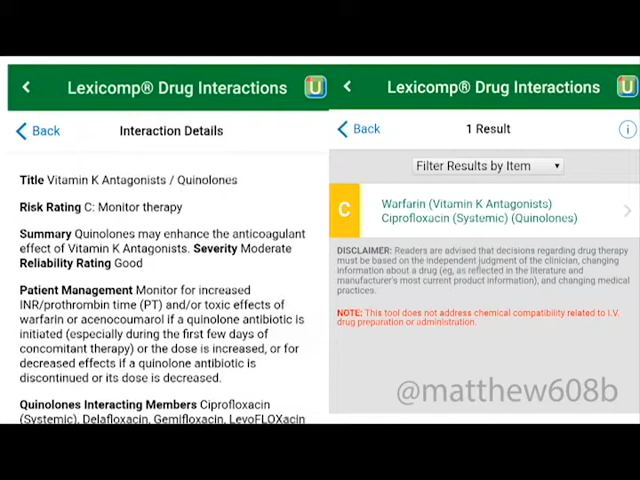 Lexicomp® Drug Interactions
Back
Interaction Details
Title Vitamin K Antagonists / Quinolones
Risk Rating C: Monitor therapy
Summary Quinolones may enhance the anticoagulant
effect of Vitamin K Antagonists. Severity Moderate
Reliability Rating Good
Patient Management Monitor for increased
INR/prothrombin time (PT) and/or toxic effects of
warfarin or acenocoumarol if a quinolone antibiotic is
initiated (especially during the first few days of
concomitant therapy) or the dose is increased, or for
decreased effects if a quinolone antibiotic is
discontinued or its dose is decreased.
Quinolones Interacting Members Ciprofloxacin
(Systemic), Delafloxacin, Gemifloxacin, LevoFLOXacin
Lexicomp® Drug Interactions
Back
1 Result
Filter Results by Item
C
Warfarin (Vitamin K Antagonists)
Ciprofloxacin (Systemic) (Quinolones)
DISCLAIMER: Readers are advised that decisions regarding drug therapy
must be based on the independent judgment of the clinician, changing
information about a drug (eg, as reflected in the literature and
manufacturer's most current product information), and changing medical
practices.
NOTE: This tool does not address chemical compatibility related to I.V.
drug preparation or administration.
@matthew608b